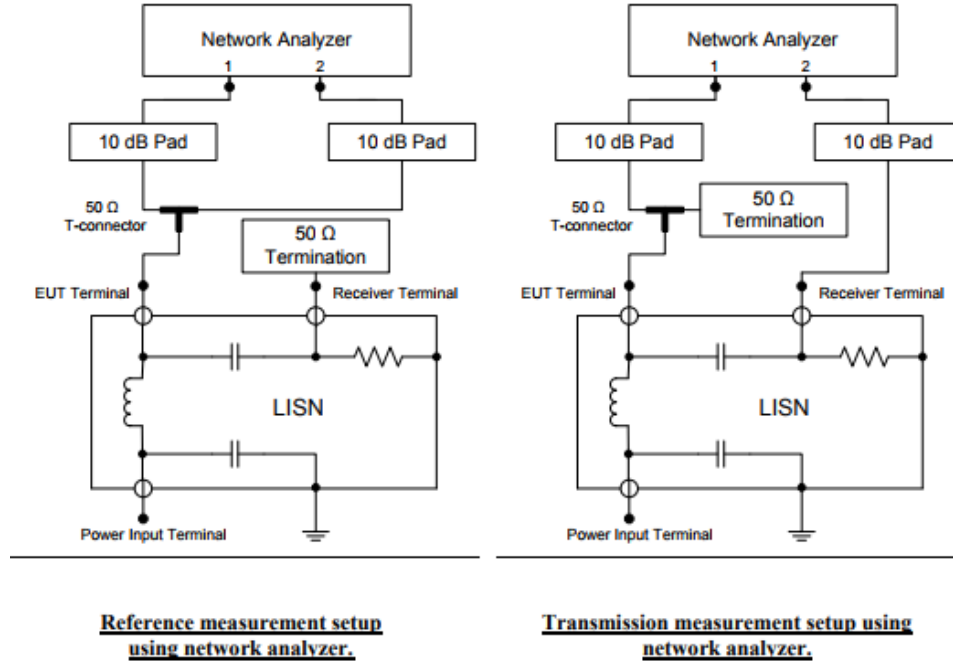 Network Analyzer
1
2
10 dB Pad
10 dB Pad
50 Ω
T-connector
50 Ω
Termination
EUT Terminal
Receiver Terminal
LISN
Power Input Terminal
Reference measurement setup
using network analyzer.
Network Analyzer
1
2
10 dB Pad
10 dB Pad
50 Ω
T-connector
50 Ω
Termination
EUT Terminal
Receiver Terminal
LISN
Power Input Terminal
Transmission measurement setup using
network analyzer.